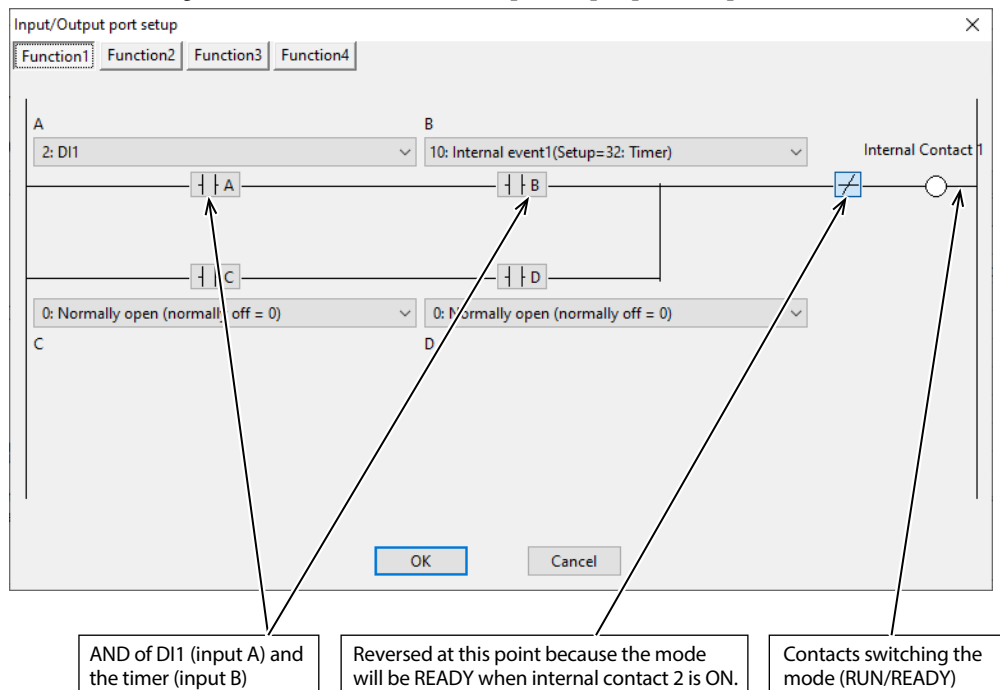 Input/Output port setup
Function1 Function2 Function3 Function4
A B
2: DI1 10: Internal event1(Setup=32: Timer) Internal Contact 1
A B
C D
0: Normally open (normally off = 0) 0: Normally open (normally off = 0)
C D
OK Cancel
AND of DI1 (input A) and
the timer (input B)
Reversed at this point because the mode
will be READY when internal contact 2 is ON.
Contacts switching the
mode (RUN/READY)